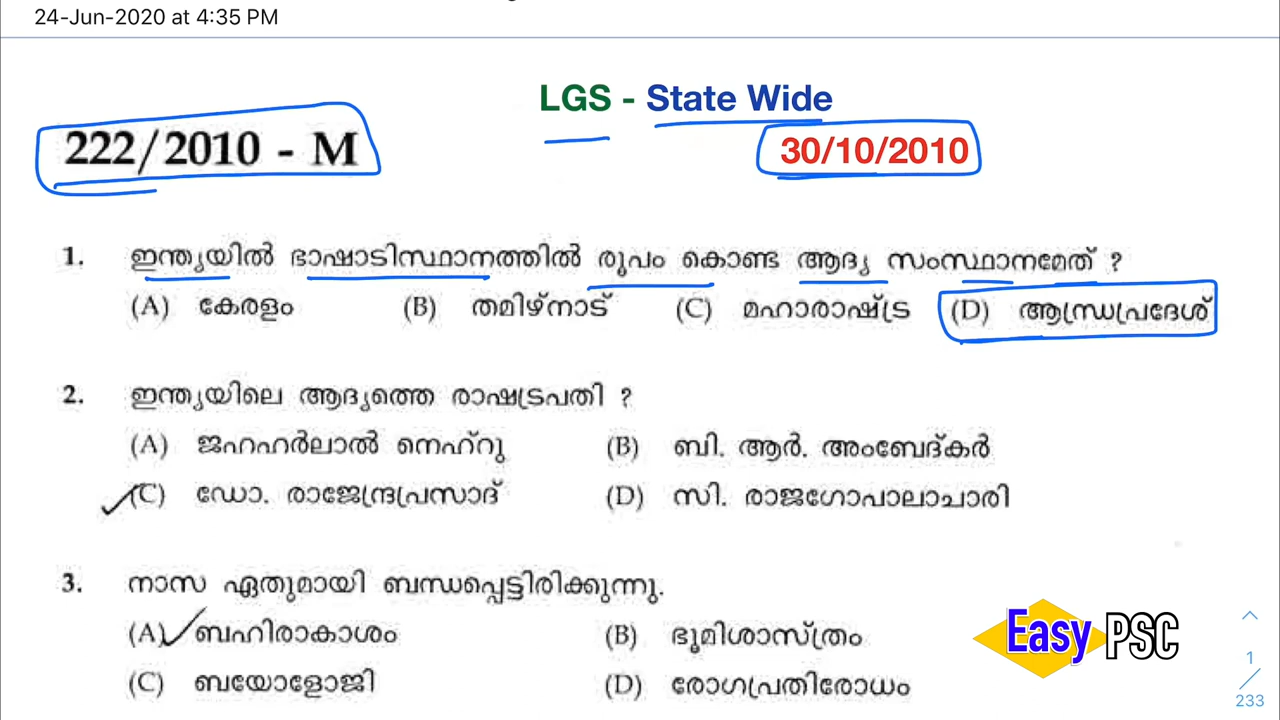 24-Jun-2020 at 4:35 PM
LGS - State Wide
222/2010 - M
30/10/2010
1. ഇന്ത്യയിൽ ഭാഷാടിസ്ഥാനത്തിൽ രൂപം കൊണ്ട ആദ്യ സംസ്ഥാനമേത് ?
(A) കേരളം (B) തമിഴ്നാട് (C) മഹാരാഷ്ട്ര (D) ആന്ധ്രപ്രദേശ്
2. ഇന്ത്യയിലെ ആദ്യത്തെ രാഷ്ട്രപതി ?
(A) ജഹഹർലാൽ നെഹ്റു (B) ബി. ആർ. അംബേദ്കർ
(C) ഡോ. രാജേന്ദ്രപ്രസാദ് (D) സി. രാജഗോപാലാചാരി
3. നാസ ഏതുമായി ബന്ധപ്പെട്ടിരിക്കുന്നു.
(A) ബഹിരാകാശം (B) ഭൂമിശാസ്ത്രം
(C) ബയോളോജി (D) രോഗപ്രതിരോധം
Easy PSC
1
/
233